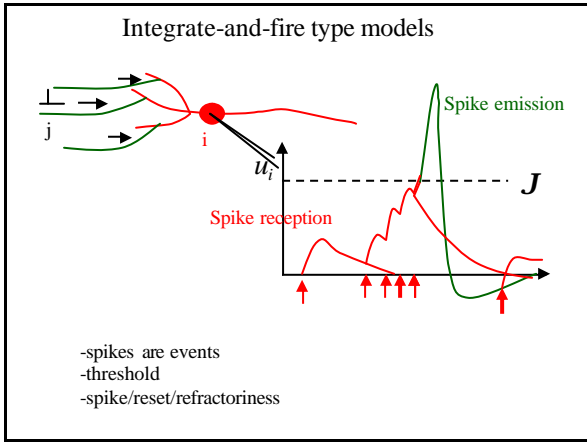 Integrate-and-fire type models
Spike emission
j
i
u_i
J
Spike reception
-spikes are events
-threshold
-spike/reset/refractoriness